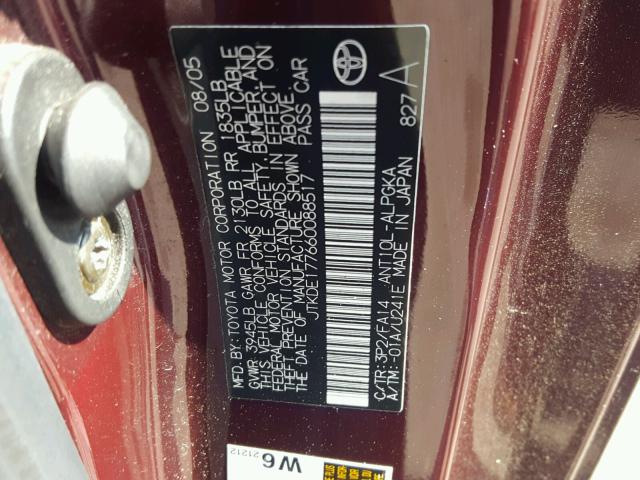 MFD.BY: TOYOTA MOTOR CORPORATION 08/05
GVWR 3945LB GAWR FR 2130LB RR 1835LB
THIS VEHICLE CONFORMS TO ALL APPLICABLE
FEDERAL MOTOR VEHICLE SAFETY, BUMPER, AND
THEFT PREVENTION STANDARDS IN EFFECT ON
THE DATE OF MANUFACTURE SHOWN ABOVE.
JTKDE177660088517 PASS CAR
827A
C/TR: 3P2/FA14 ANT10L-ALPGKA
A/TM: -01A/U241E MADE IN JAPAN
W6
21212